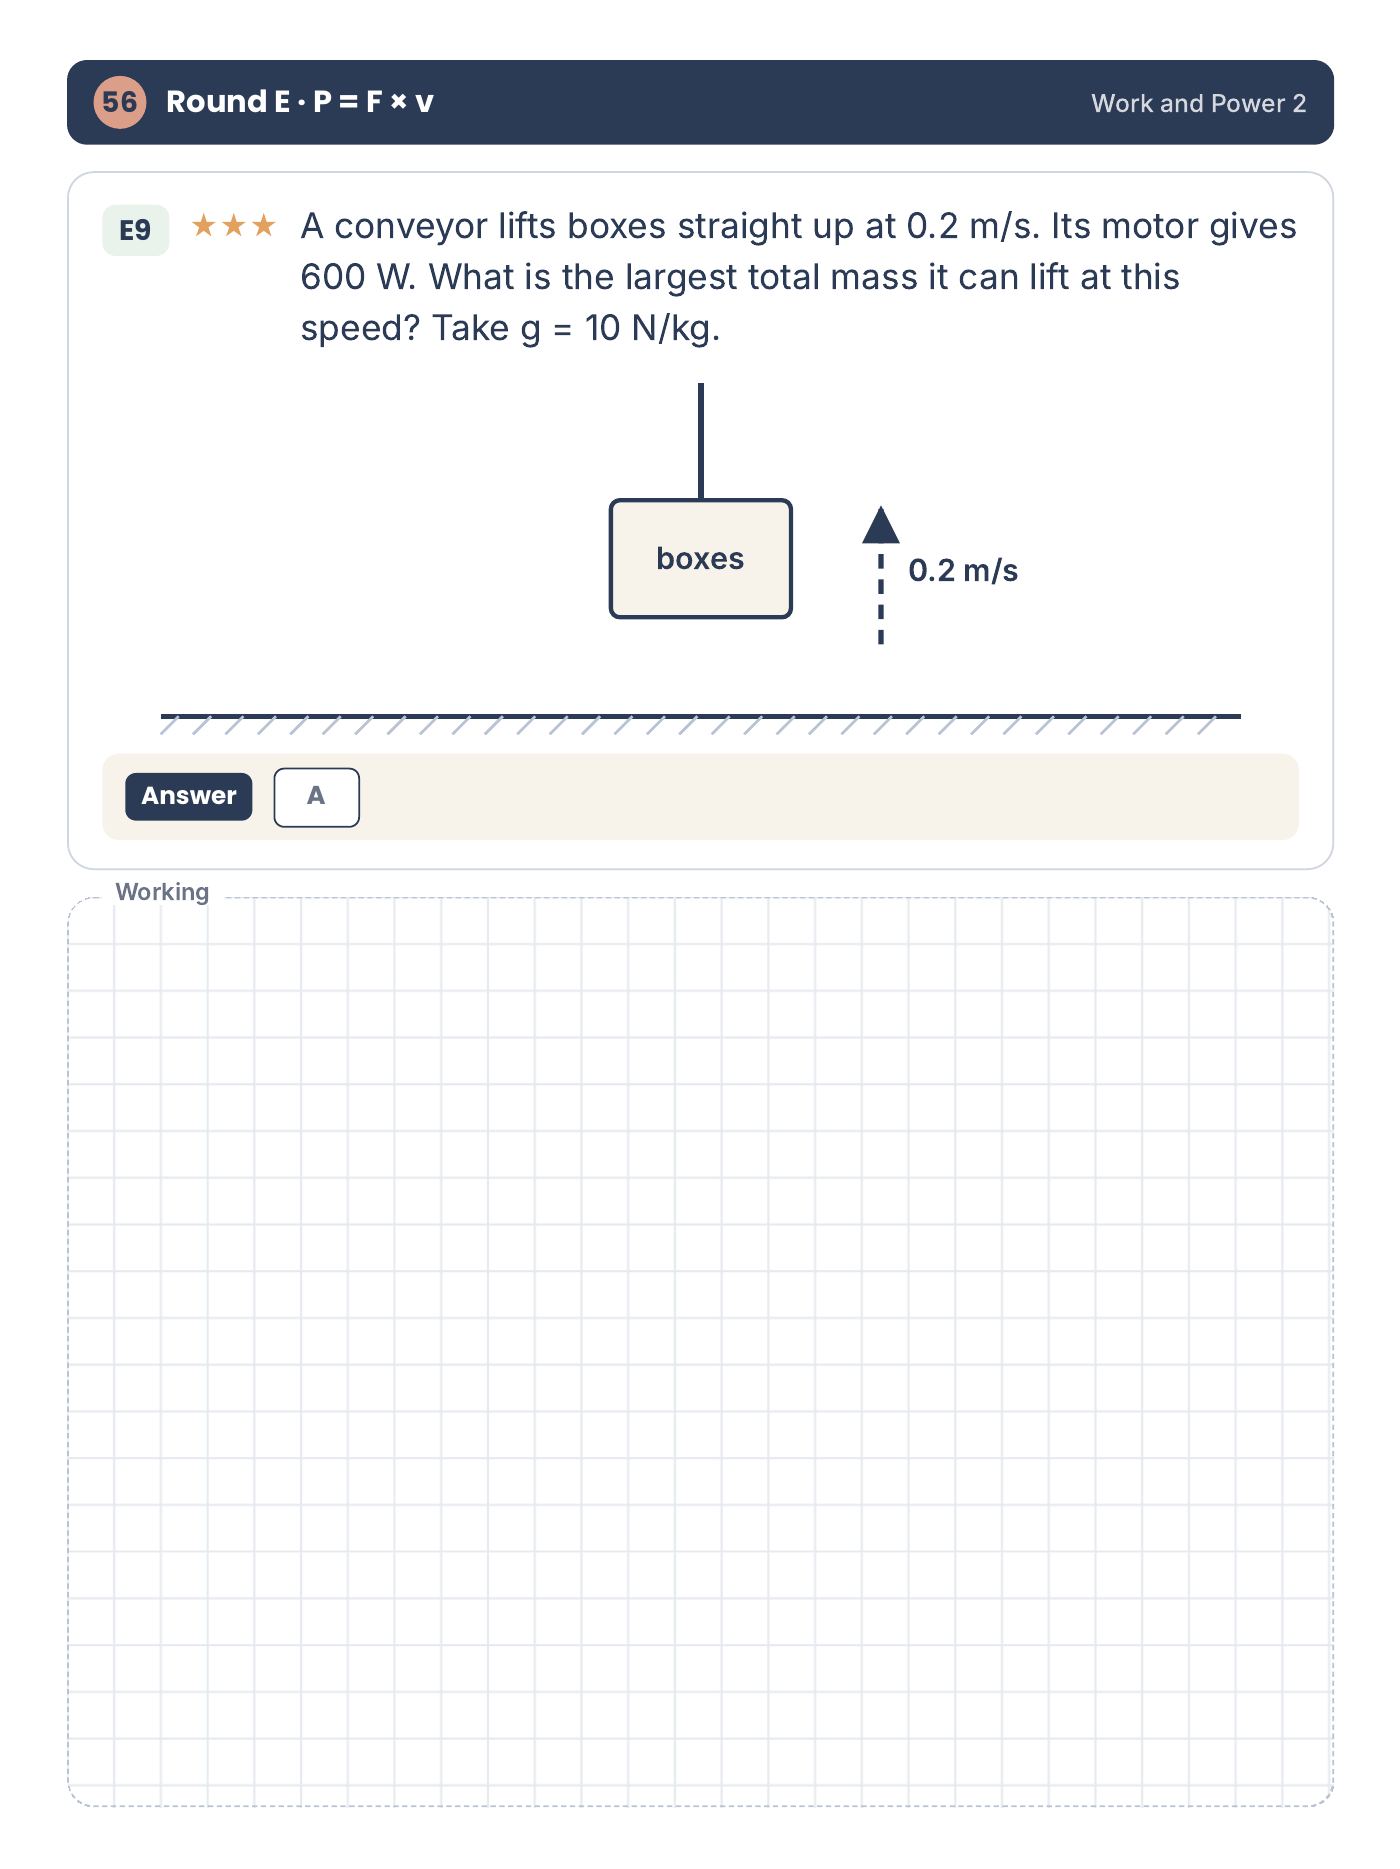 56 Round E · P = F × v Work and Power 2
E9 ★★★ A conveyor lifts boxes straight up at 0.2 m/s. Its motor gives
600 W. What is the largest total mass it can lift at this
speed? Take g = 10 N/kg.
boxes
0.2 m/s
Answer A
Working